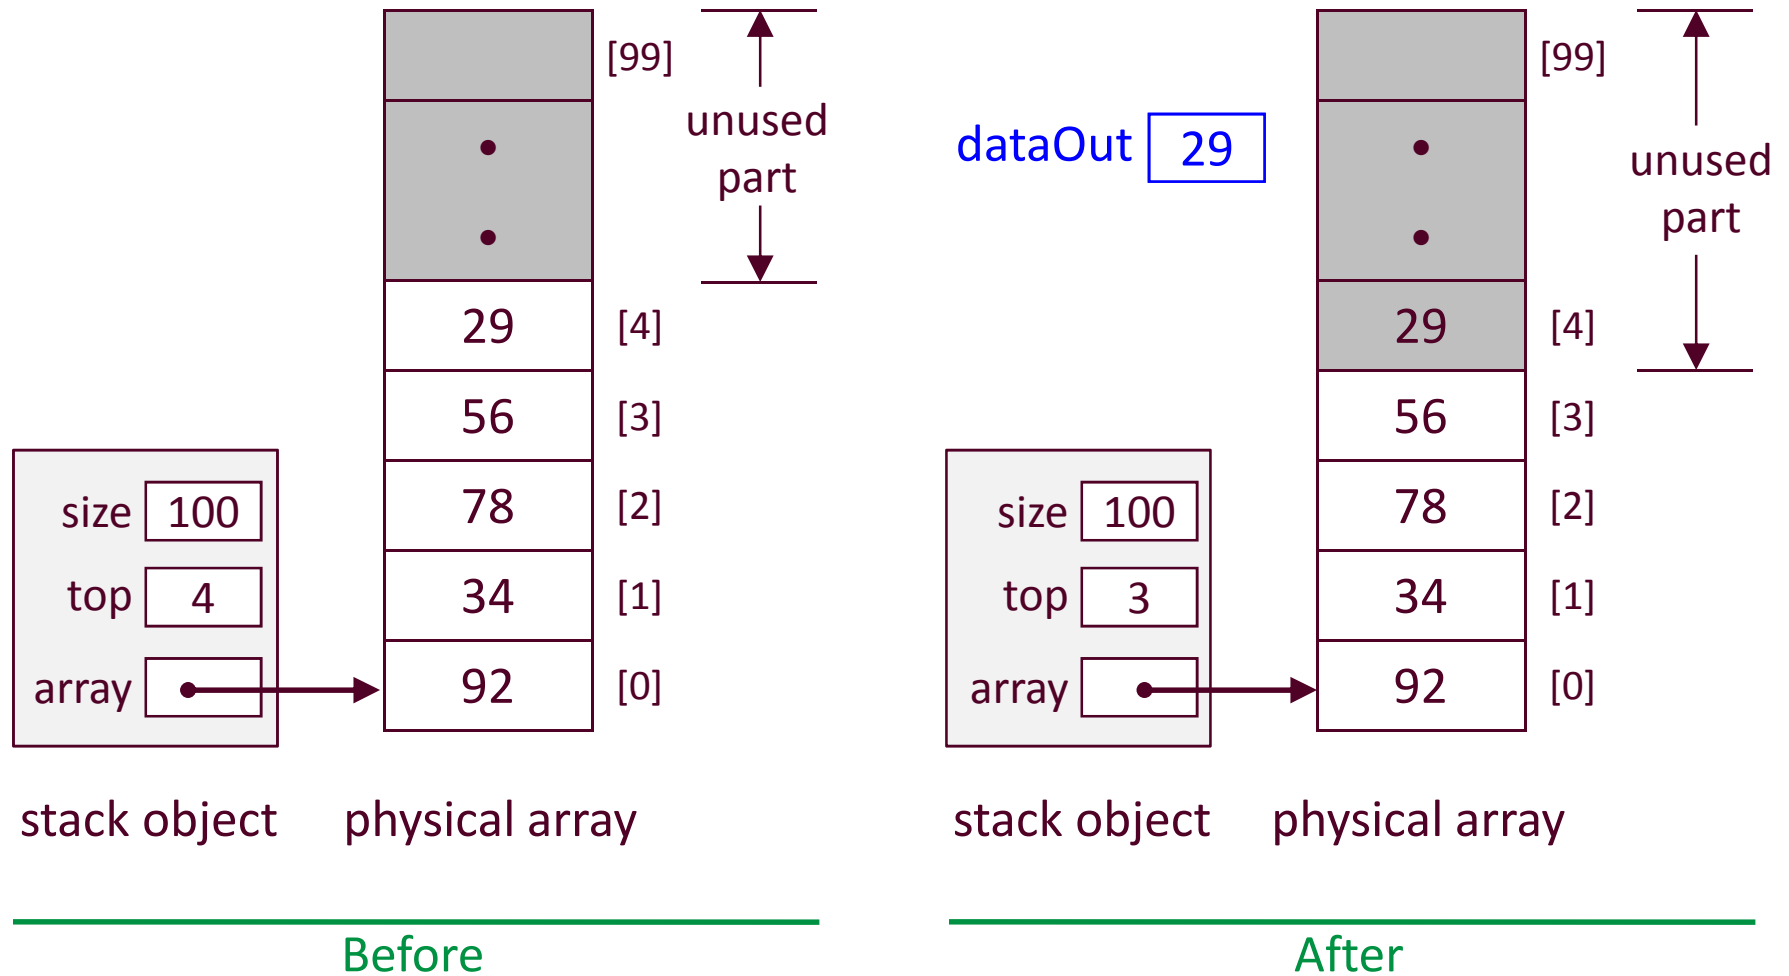 [99]
unused
part
29 [4]
56 [3]
78 [2]
34 [1]
92 [0]
size 100
top 4
array
stack object
physical array
Before
dataOut 29
[99]
unused
part
29 [4]
56 [3]
78 [2]
34 [1]
92 [0]
size 100
top 3
array
stack object
physical array
After